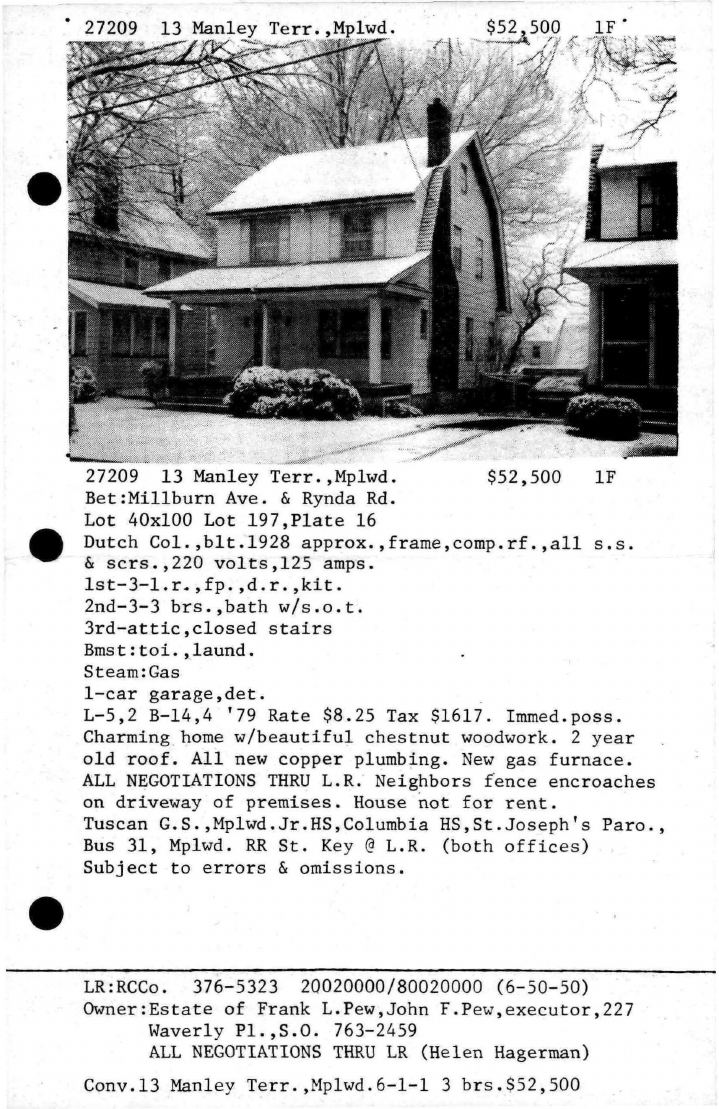 27209 13 Manley Terr.,Mplwd. $52,500 1F
27209 13 Manley Terr.,Mplwd. $52,500 1F
Bet:Millburn Ave. & Rynda Rd.
Lot 40x100 Lot 197,Plate 16
Dutch Col.,blt.1928 approx.,frame,comp.rf.,all s.s.
& scrs.,220 volts,125 amps.
1st-3-l.r.,fp.,d.r.,kit.
2nd-3-3 brs.,bath w/s.o.t.
3rd-attic,closed stairs
Bmst:toi.,laund.
Steam:Gas
1-car garage,det.
L-5,2 B-14,4 '79 Rate $8.25 Tax $1617. Immed.poss.
Charming home w/beautiful chestnut woodwork. 2 year
old roof. All new copper plumbing. New gas furnace.
ALL NEGOTIATIONS THRU L.R. Neighbors fence encroaches
on driveway of premises. House not for rent.
Tuscan G.S.,Mplwd.Jr.HS,Columbia HS,St.Joseph's Paro.,
Bus 31, Mplwd. RR St. Key @ L.R. (both offices)
Subject to errors & omissions.
LR:RCCo. 376-5323 20020000/80020000 (6-50-50)
Owner:Estate of Frank L.Pew,John F.Pew,executor,227
Waverly Pl.,S.O. 763-2459
ALL NEGOTIATIONS THRU LR (Helen Hagerman)
Conv.13 Manley Terr.,Mplwd.6-1-1 3 brs.$52,500